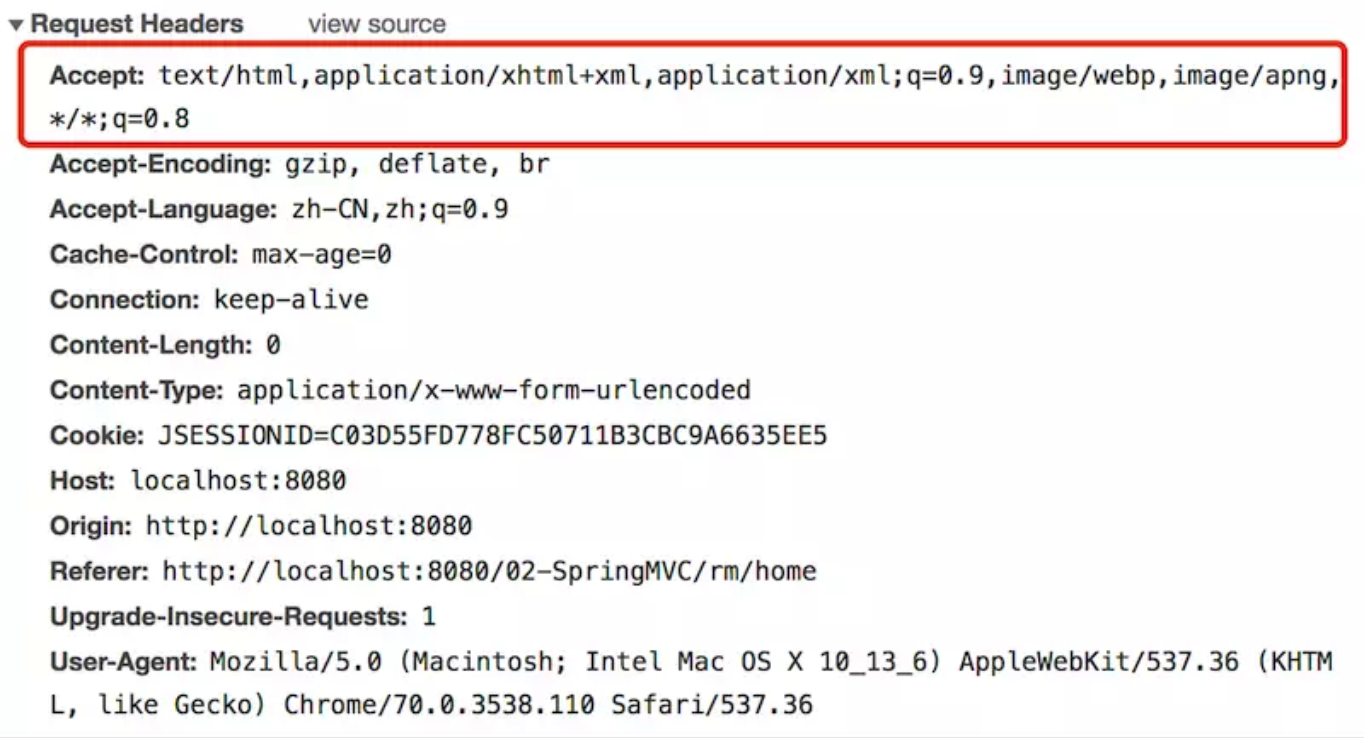 ▼ Request Headers view source
Accept: text/html,application/xhtml+xml,application/xml;q=0.9,image/webp,image/apng,
*/*;q=0.8
Accept-Encoding: gzip, deflate, br
Accept-Language: zh-CN,zh;q=0.9
Cache-Control: max-age=0
Connection: keep-alive
Content-Length: 0
Content-Type: application/x-www-form-urlencoded
Cookie: JSESSIONID=C03D55FD778FC50711B3CBC9A6635EE5
Host: localhost:8080
Origin: http://localhost:8080
Referer: http://localhost:8080/02-SpringMVC/rm/home
Upgrade-Insecure-Requests: 1
User-Agent: Mozilla/5.0 (Macintosh; Intel Mac OS X 10_13_6) AppleWebKit/537.36 (KHTM
L, like Gecko) Chrome/70.0.3538.110 Safari/537.36